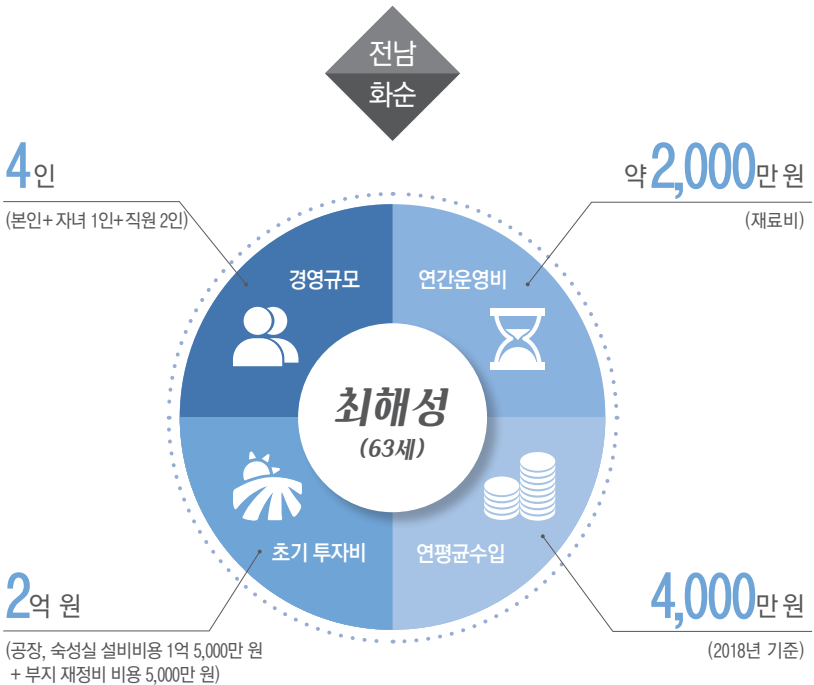 전남
화순
4인
(본인+자녀 1인+직원 2인)
약 2,000만 원
(재료비)
경영규모
연간운영비
최해성
(63세)
초기 투자비
연평균수입
2억 원
(공장, 숙성실 설비비용 1억 5,000만 원
+ 부지 재정비 비용 5,000만 원)
4,000만 원
(2018년 기준)